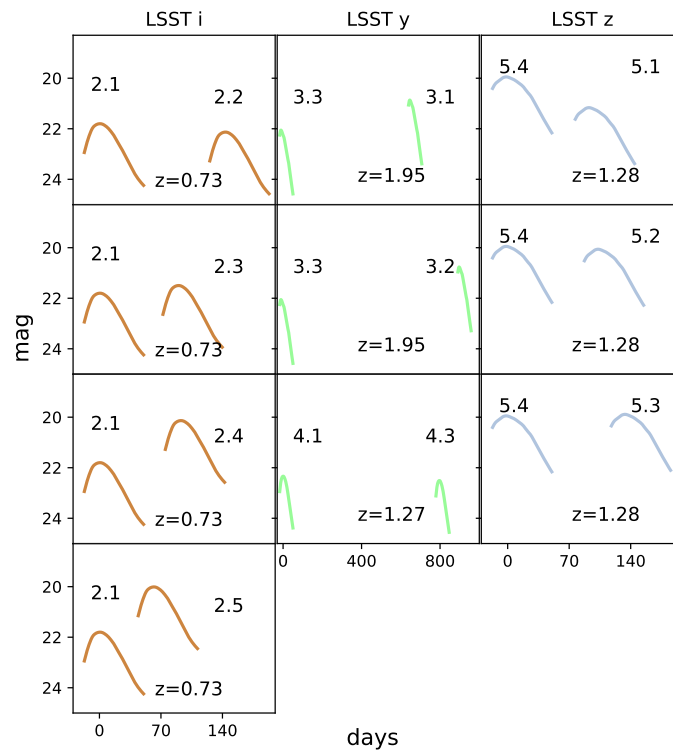 LSST i LSST y LSST z
20 2.1 2.2 3.3 3.1 5.4 5.1
22
24 z=0.73 z=1.95 z=1.28
20 2.1 2.3 3.3 3.2 5.4 5.2
22
24 z=0.73 z=1.95 z=1.28
mag
20 2.1 2.4 4.1 4.3 5.4 5.3
22
24 z=0.73 z=1.27 z=1.28
0 400 800 0 70 140
20 2.1 2.5
22
24 z=0.73
0 70 140
days